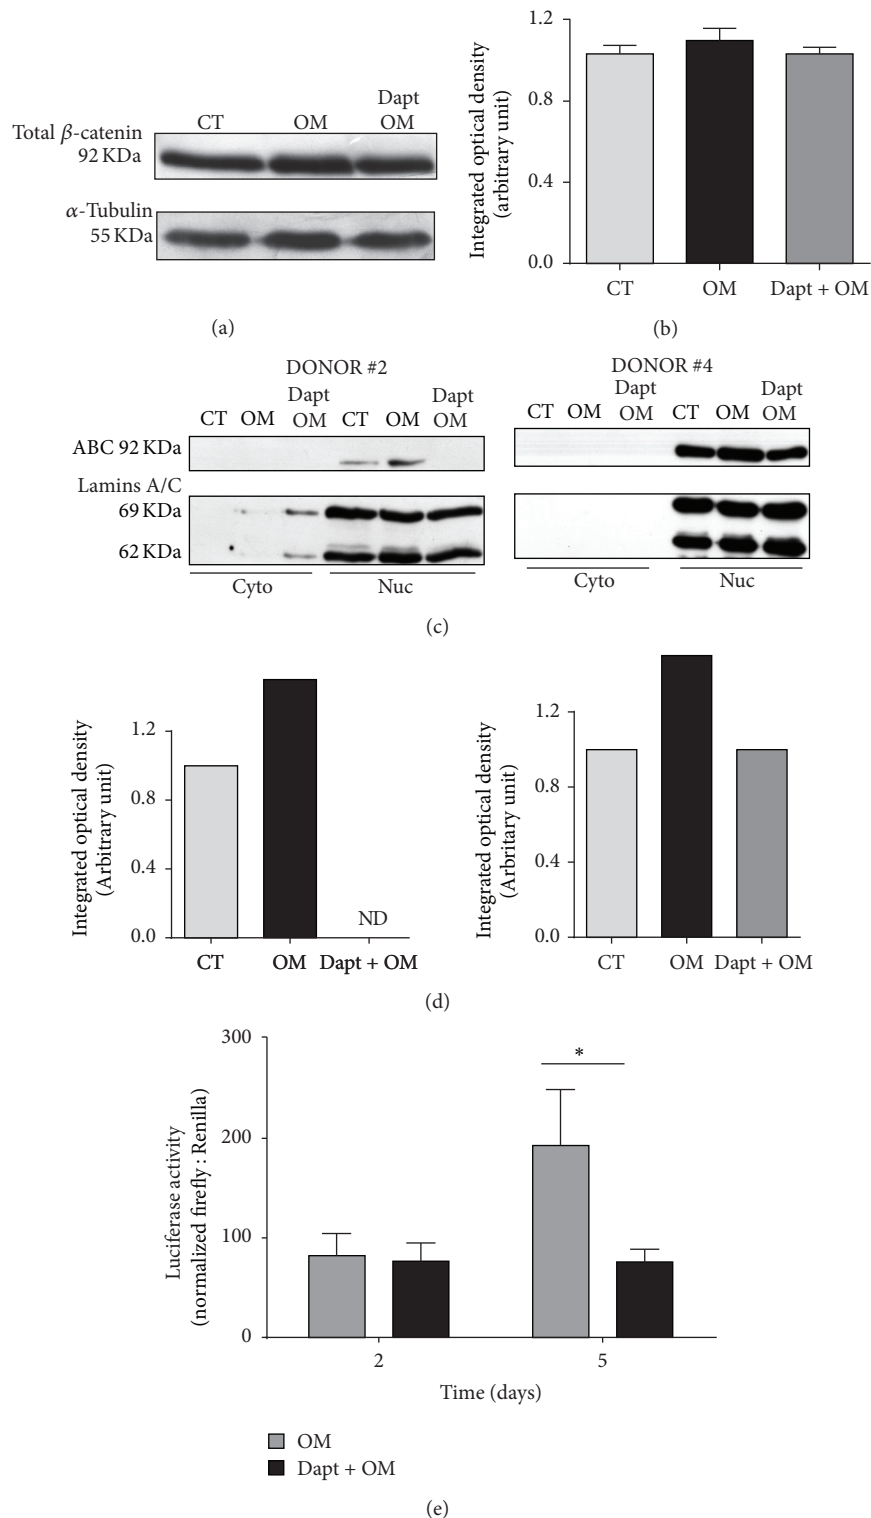 Dapt
CT OM OM
Total β-catenin
92 KDa
α-Tubulin
55 KDa
(a)
Integrated optical density
(arbitrary unit)
1.2
0.8
0.4
0.0
CT OM Dapt + OM
(b)
DONOR #2
Dapt Dapt
CT OM OM CT OM OM
ABC 92 KDa
Lamins A/C
69 KDa
62 KDa
Cyto Nuc
DONOR #4
Dapt Dapt
CT OM OM CT OM OM
Cyto Nuc
(c)
Integrated optical density
(Arbitrary unit)
1.2
0.8
0.4
0.0
ND
CT OM Dapt + OM
Integrated optical density
(Arbritary unit)
1.2
0.8
0.4
0.0
CT OM Dapt + OM
(d)
Luciferase activity
(normalized firefly : Renilla)
300
200
100
0
*
2 5
Time (days)
OM
Dapt + OM
(e)